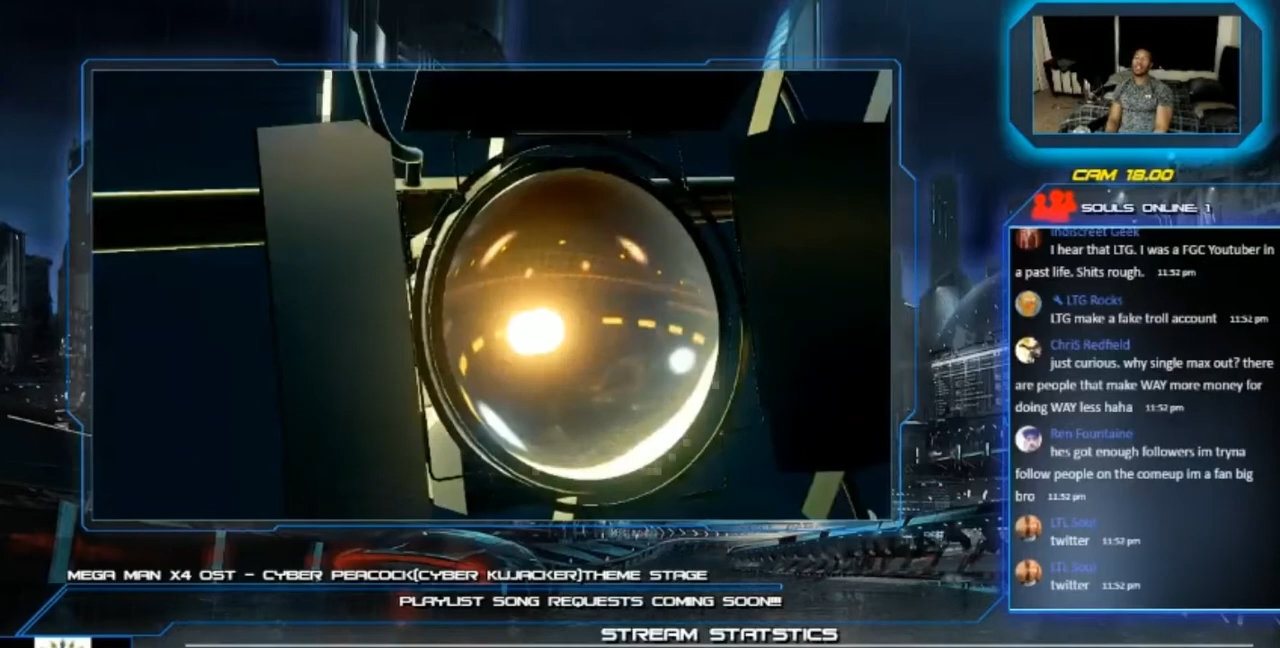 CAM 18.00
SOULS ONLINE: 1
Indiscreet Geek
I hear that LTG. I was a FGC Youtuber in
a past life. Shits rough. 11:52 pm
LTG Rocks
LTG make a fake troll account 11:52 pm
Chris Redfield
just curious. why single max out? there
are people that make WAY more money for
doing WAY less haha 11:52 pm
Ren Fountaine
hes got enough followers im tryna
follow people on the comeup im a fan big
bro 11:52 pm
LTL Soul
twitter 11:52 pm
LTL Soul
twitter 11:52 pm
MEGA MAN X4 OST - CYBER PEACOCK(CYBER KUJACKER)THEME STAGE
PLAYLIST SONG REQUESTS COMING SOON!!!
STREAM STATSTICS